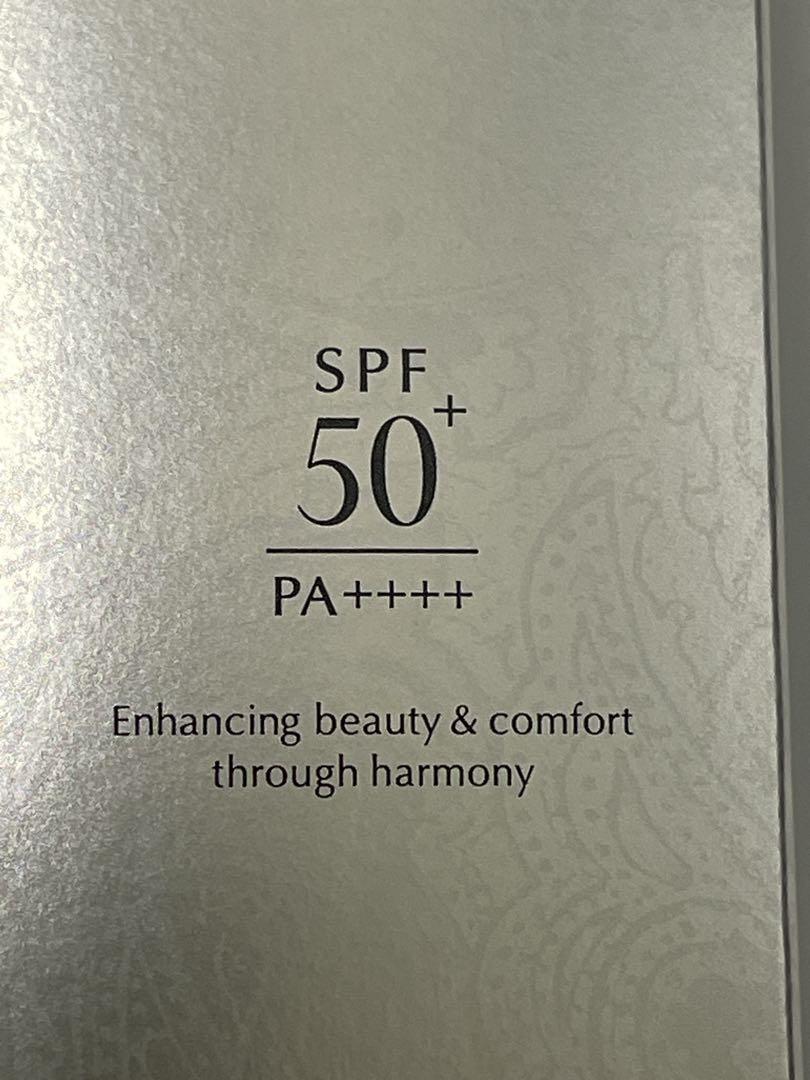 SPF
50+
PA++++
Enhancing beauty & comfort
through harmony